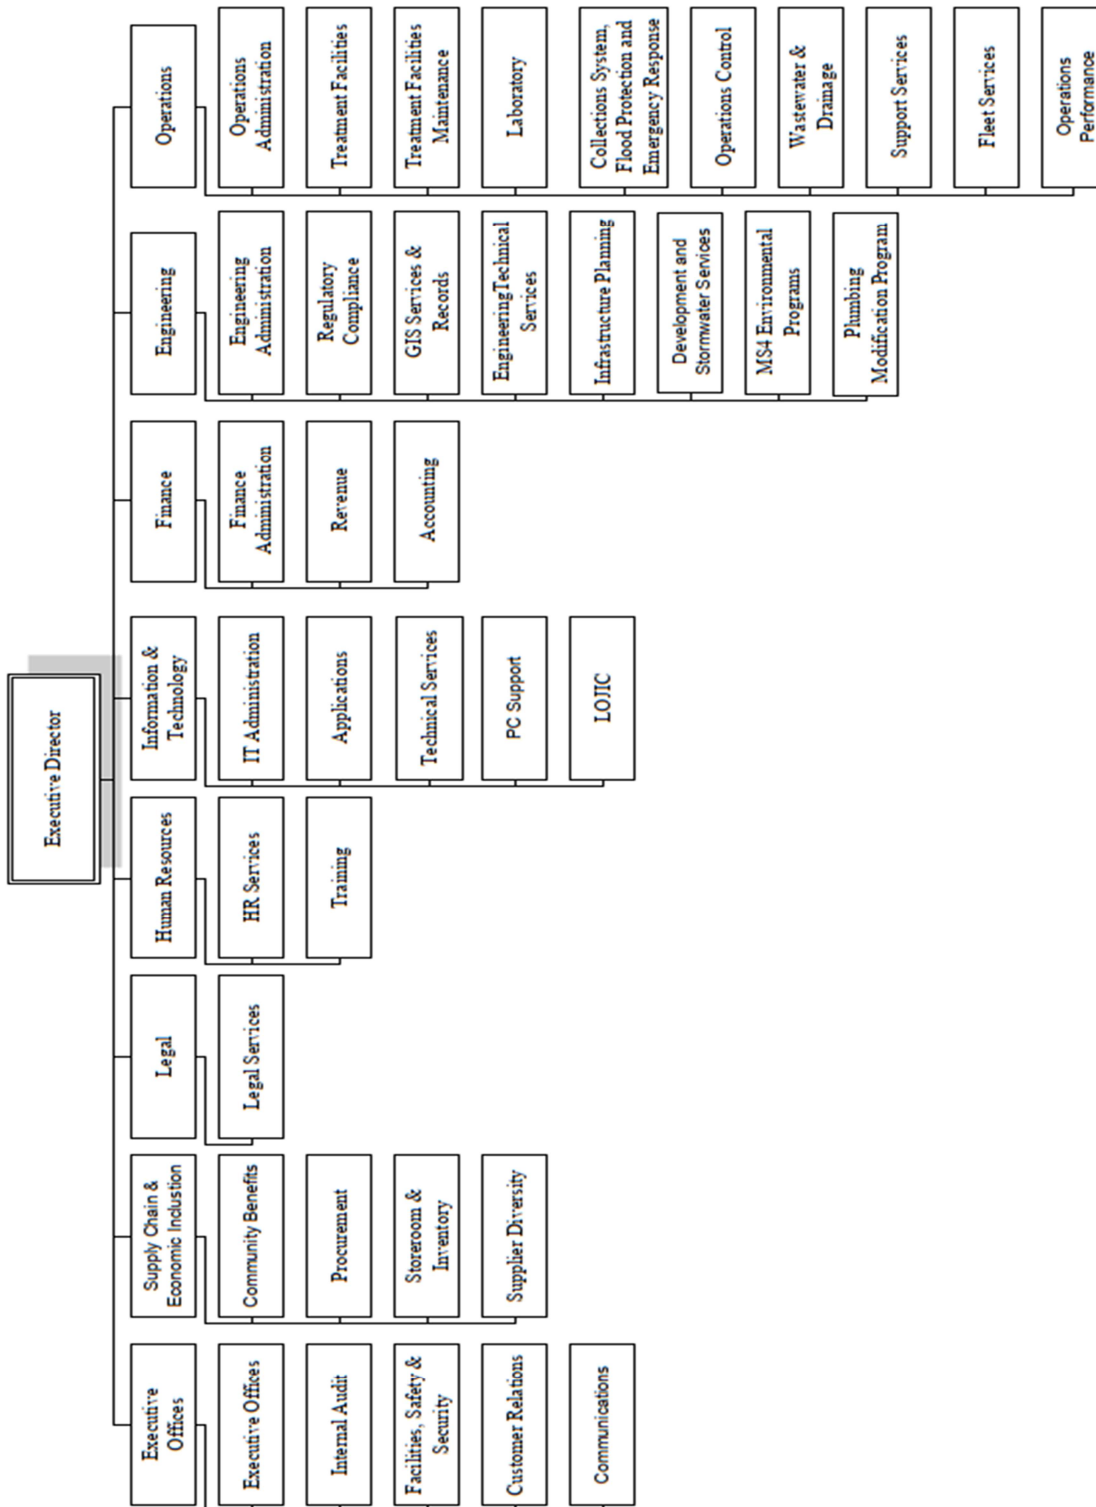 Executive Director
Executive
Offices
Executive Offices
Internal Audit
Facilities, Safety &
Security
Customer Relations
Communications
Supply Chain &
Economic Inclustion
Community Benefits
Procurement
Storeroom &
Inventory
Supplier Diversity
Legal
Legal Services
Human Resources
HR Services
Training
Information &
Technology
IT Administration
Applications
Technical Services
PC Support
LOJIC
Finance
Finance
Administration
Revenue
Accounting
Engineering
Engineering
Administration
Regulatory
Compliance
GIS Services &
Records
EngineeringTechnical
Services
Infrastructure Planning
Development and
Stormwater Services
MS4 Environmental
Programs
Plumbing
Modification Program
Operations
Operations
Administration
Treatment Facilities
Treatment Facilities
Maintenance
Laboratory
Collections System,
Flood Protection and
Emergency Response
Operations Control
Wastewater &
Drainage
Support Services
Fleet Services
Operations
Performance